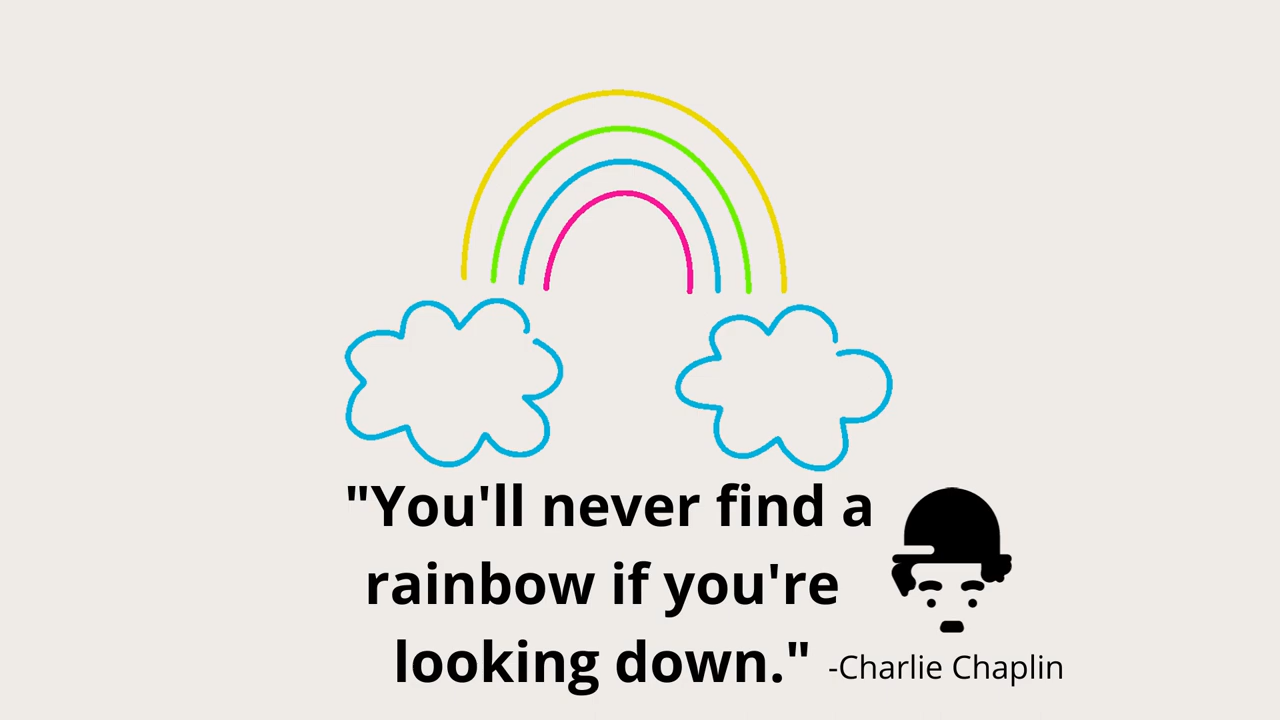 "You'll never find a
rainbow if you're
looking down."
-Charlie Chaplin